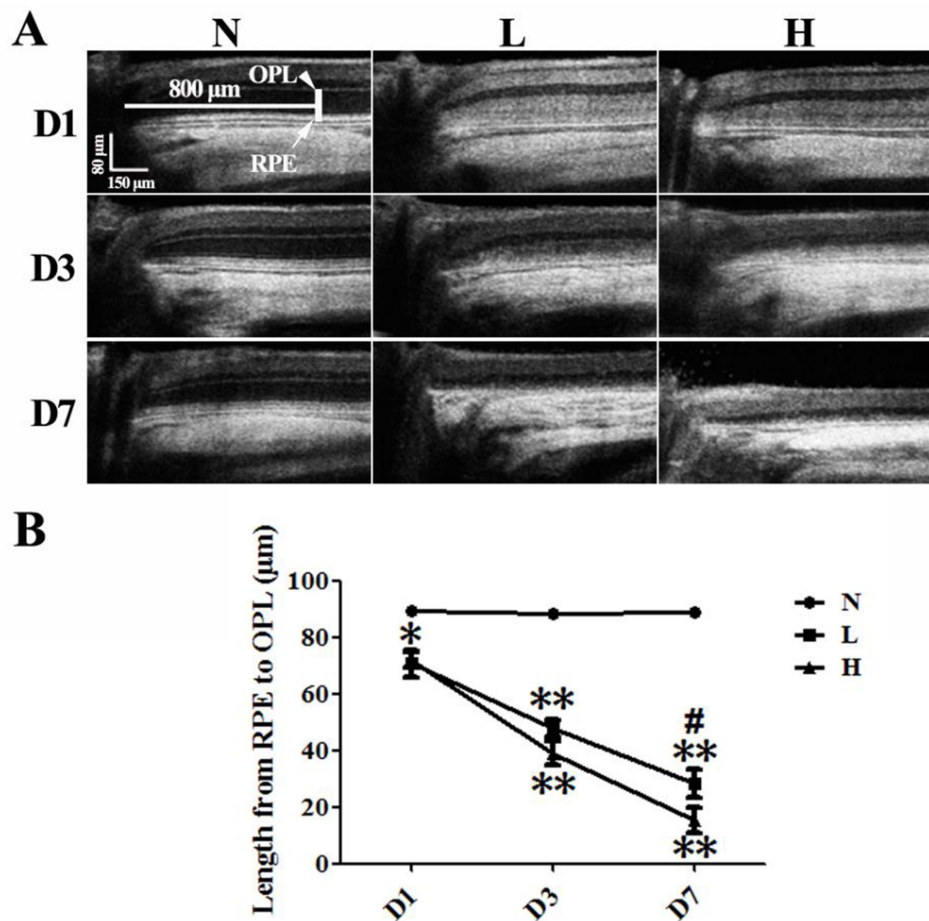 A
N L H
D1
OPL
800 μm
RPE
80 μm
150 μm
D3
D7
B
Length from RPE to OPL (μm)
100
80
60
40
20
0
*
**
**
#
**
**
D1 D3 D7
N
L
H